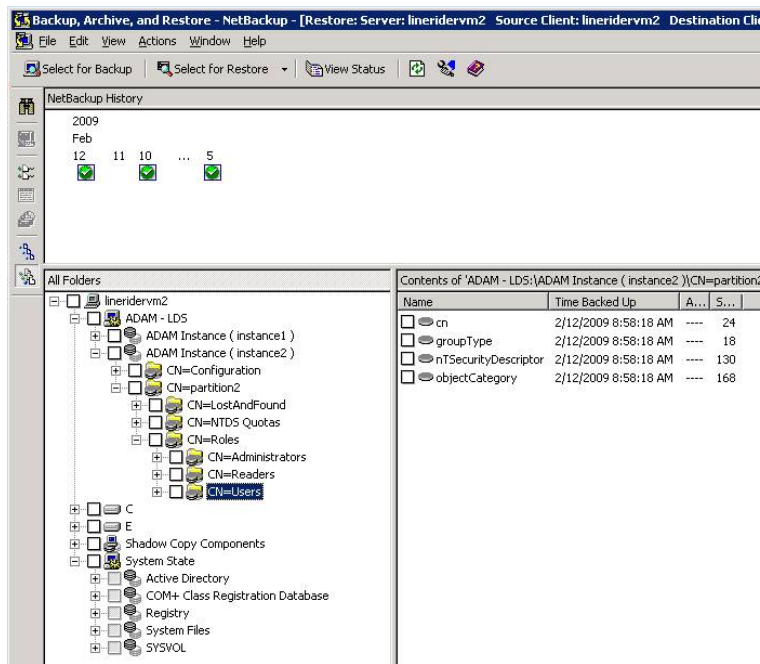 Backup, Archive, and Restore - NetBackup - [Restore: Server: lineridervm2 Source Client: lineridervm2 Destination Clie
File Edit View Actions Window Help
Select for Backup Select for Restore View Status
NetBackup History
2009
Feb
12 11 10 ... 5
All Folders
lineridervm2
ADAM - LDS
ADAM Instance ( instance1 )
ADAM Instance ( instance2 )
CN=Configuration
CN=partition2
CN=LostAndFound
CN=NTDS Quotas
CN=Roles
CN=Administrators
CN=Readers
CN=Users
C
E
Shadow Copy Components
System State
Active Directory
COM+ Class Registration Database
Registry
System Files
SYSVOL
Contents of 'ADAM - LDS:\ADAM Instance ( instance2 )\CN=partition2
Name Time Backed Up A... S...
cn 2/12/2009 8:58:18 AM ---- 24
groupType 2/12/2009 8:58:18 AM ---- 18
nTSecurityDescriptor 2/12/2009 8:58:18 AM ---- 130
objectCategory 2/12/2009 8:58:18 AM ---- 168